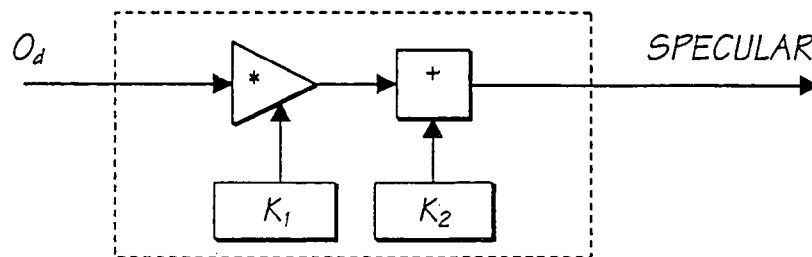 O_d
SPECULAR
*
+
K_1
K_2